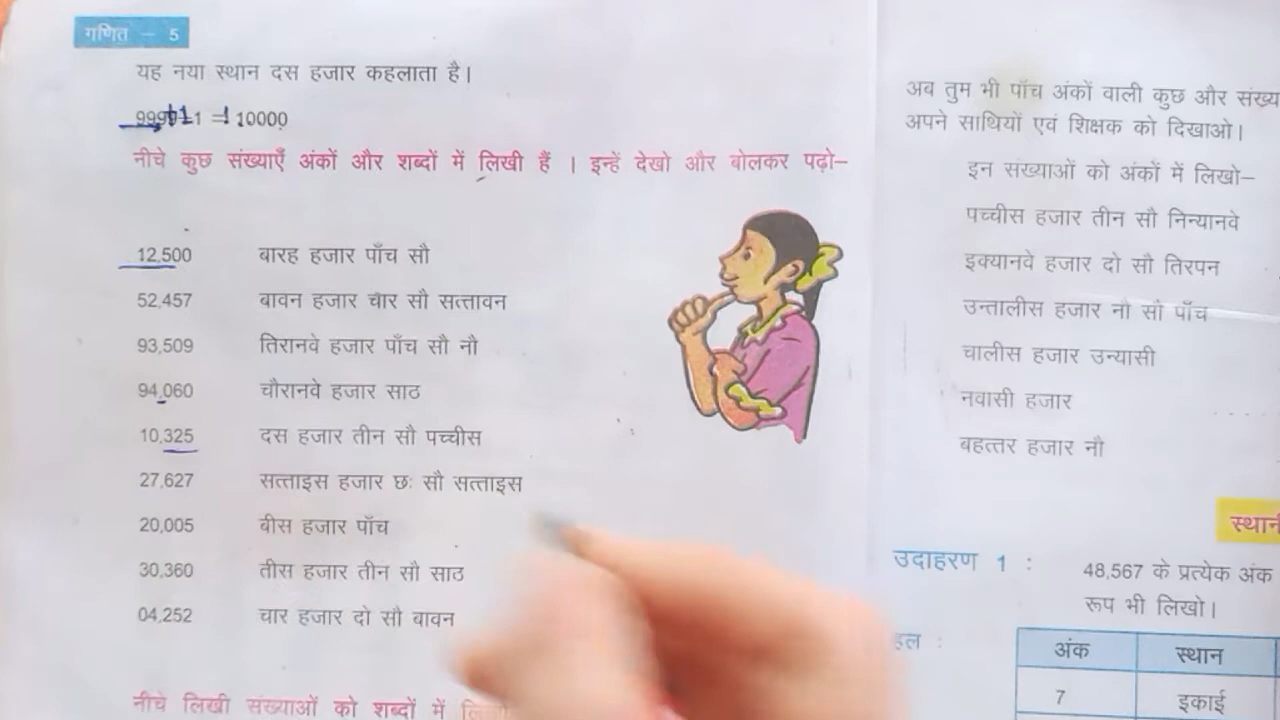 गणित – 5
यह नया स्थान दस हजार कहलाता है।
1 = 10000
नीचे कुछ संख्याएँ अंकों और शब्दों में लिखी हैं । इन्हें देखो और बोलकर पढ़ो–
12,500 बारह हजार पाँच सौ
52,457 बावन हजार चार सौ सत्तावन
93,509 तिरानवे हजार पाँच सौ नौ
94,060 चौरानवे हजार साठ
10,325 दस हजार तीन सौ पच्चीस
27,627 सत्ताइस हजार छः सौ सत्ताइस
20,005 बीस हजार पाँच
30,360 तीस हजार तीन सौ साठ
04,252 चार हजार दो सौ बावन
नीचे लिखी संख्याओं को शब्दों में
अब तुम भी पाँच अंकों वाली कुछ और संख्य
अपने साथियों एवं शिक्षक को दिखाओ।
इन संख्याओं को अंकों में लिखो–
पच्चीस हजार तीन सौ निन्यानवे
इक्यानवे हजार दो सौ तिरपन
उन्तालीस हजार नौ सौ पाँच
चालीस हजार उन्यासी
नवासी हजार
बहत्तर हजार नौ
उदाहरण 1 :
48,567 के प्रत्येक अंक
रूप भी लिखो।
अंक स्थान
7 इकाई